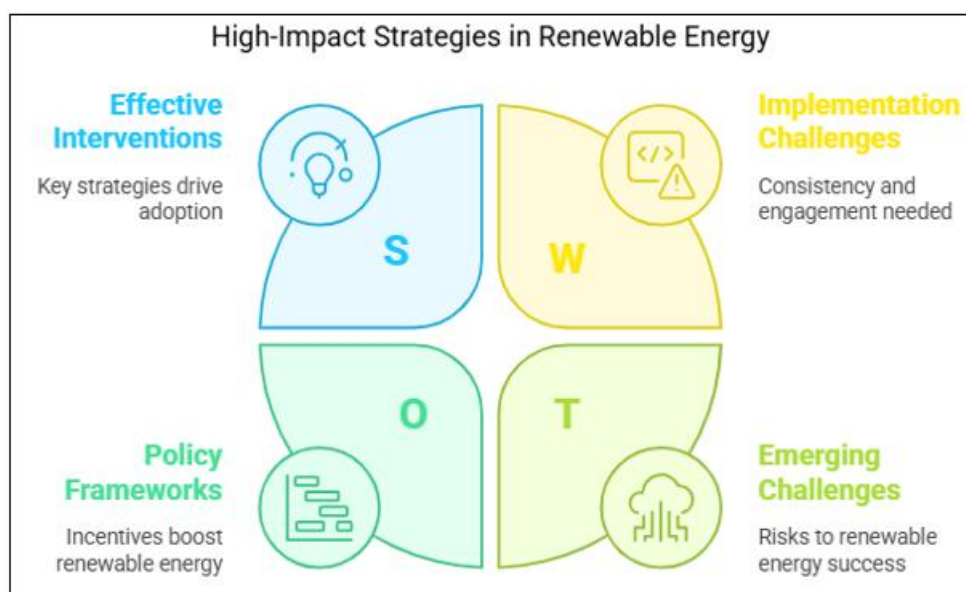 High-Impact Strategies in Renewable Energy
Effective
Interventions
Key strategies drive
adoption
Implementation
Challenges
Consistency and
engagement needed
</>
S
W
O
T
Policy
Frameworks
Incentives boost
renewable energy
Emerging
Challenges
Risks to renewable
energy success